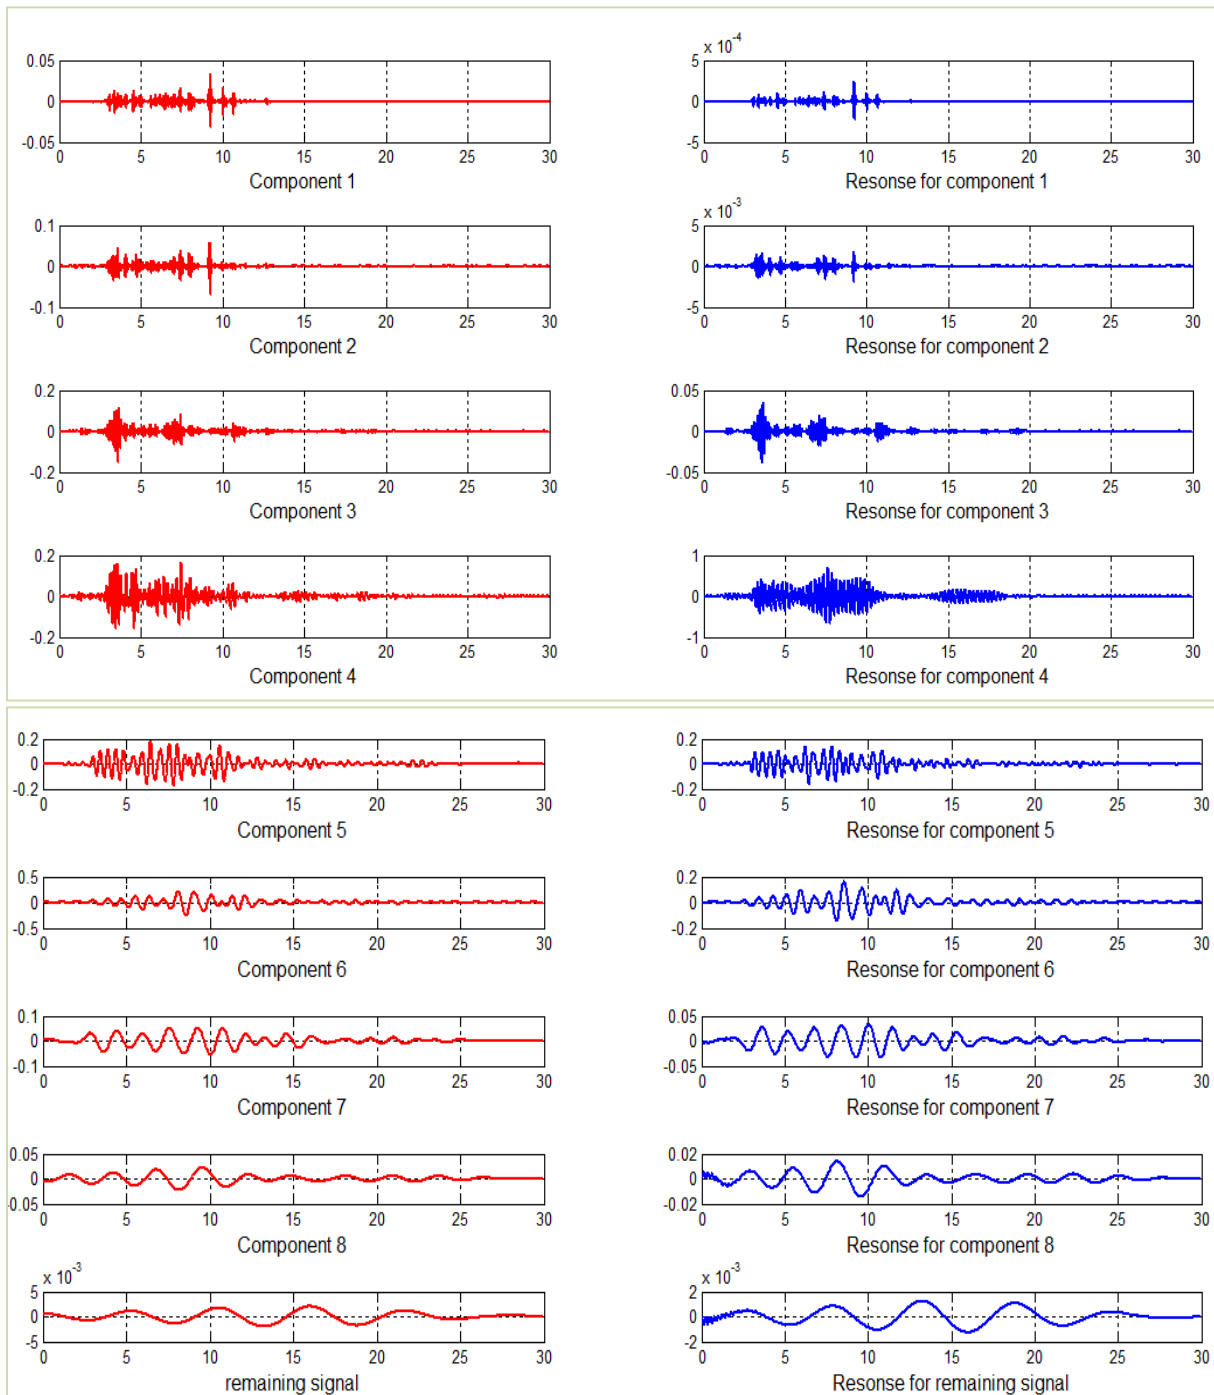 x 10-4
0.05 0 -0.05 0 5 10 15 20 25 30
Component 1
5 0 -5 0 5 10 15 20 25 30
Resonse for component 1
x 10-3
0.1 0 -0.1 0 5 10 15 20 25 30
Component 2
5 0 -5 0 5 10 15 20 25 30
Resonse for component 2
0.2 0 -0.2 0 5 10 15 20 25 30
Component 3
0.05 0 -0.05 0 5 10 15 20 25 30
Resonse for component 3
0.2 0 -0.2 0 5 10 15 20 25 30
Component 4
1 0 -1 0 5 10 15 20 25 30
Resonse for component 4
0.2 0 -0.2 0 5 10 15 20 25 30
Component 5
0.2 0 -0.2 0 5 10 15 20 25 30
Resonse for component 5
0.5 0 -0.5 0 5 10 15 20 25 30
Component 6
0.2 0 -0.2 0 5 10 15 20 25 30
Resonse for component 6
0.1 0 -0.1 0 5 10 15 20 25 30
Component 7
0.05 0 -0.05 0 5 10 15 20 25 30
Resonse for component 7
0.05 0 -0.05 0 5 10 15 20 25 30
Component 8
0.02 0 -0.02 0 5 10 15 20 25 30
Resonse for component 8
x 10-3
5 0 -5 0 5 10 15 20 25 30
remaining signal
x 10-3
2 0 -2 0 5 10 15 20 25 30
Resonse for remaining signal